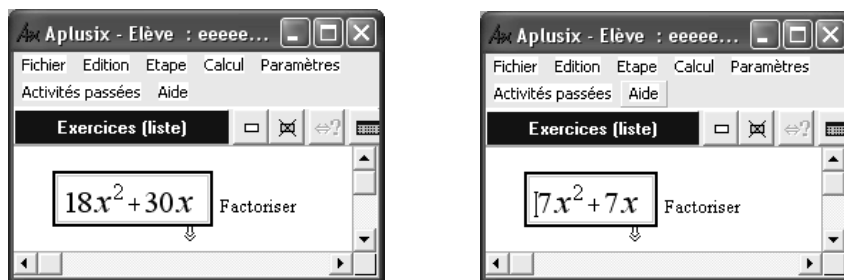 Aplusix - Elève : eeeee...
Fichier Edition Etape Calcul Paramètres
Activités passées Aide
Exercices (liste) ⇔?
18x²+30x Factoriser
Aplusix - Elève : eeeee...
Fichier Edition Etape Calcul Paramètres
Activités passées Aide
Exercices (liste) ⇔?
7x²+7x Factoriser